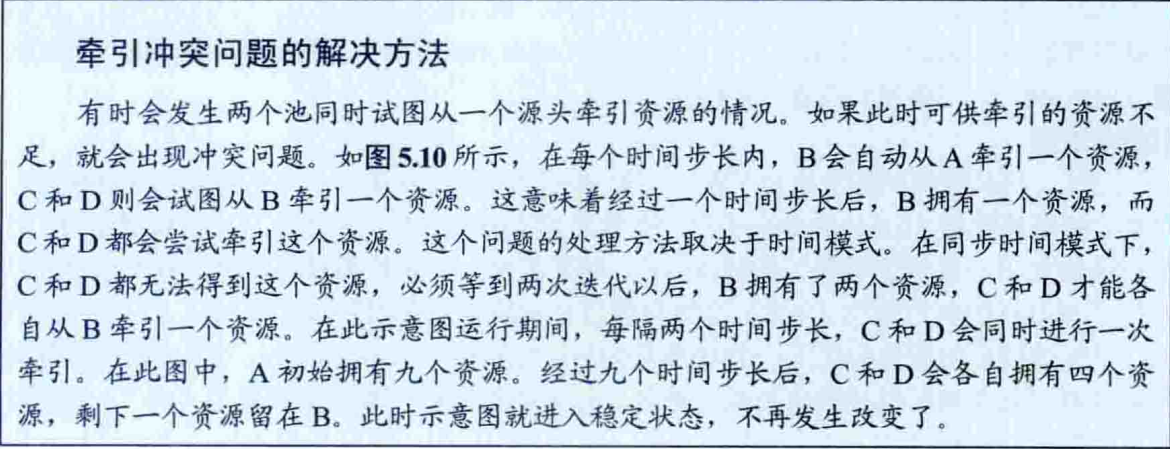 牵引冲突问题的解决方法
有时会发生两个池同时试图从一个源头牵引资源的情况。如果此时可供牵引的资源不
足，就会出现冲突问题。如图 5.10 所示，在每个时间步长内，B 会自动从 A 牵引一个资源，
C 和 D 则会试图从 B 牵引一个资源。这意味着经过一个时间步长后，B 拥有一个资源，而
C 和 D 都会尝试牵引这个资源。这个问题的处理方法取决于时间模式。在同步时间模式下，
C 和 D 都无法得到这个资源，必须等到两次迭代以后，B 拥有了两个资源，C 和 D 才能各
自从 B 牵引一个资源。在此示意图运行期间，每隔两个时间步长，C 和 D 会同时进行一次
牵引。在此图中，A 初始拥有九个资源。经过九个时间步长后，C 和 D 会各自拥有四个资
源，剩下一个资源留在 B。此时示意图就进入稳定状态，不再发生改变了。